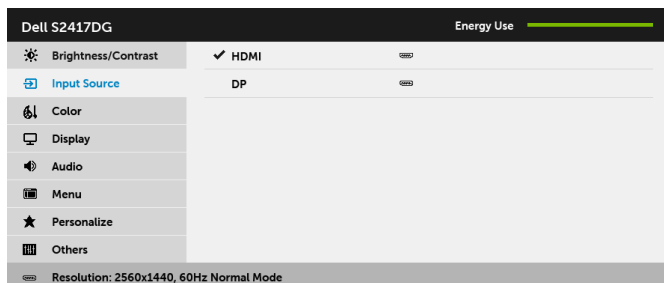 Dell S2417DG Energy Use
Brightness/Contrast HDMI
Input Source DP
Color
Display
Audio
Menu
Personalize
Others
Resolution: 2560x1440, 60Hz Normal Mode